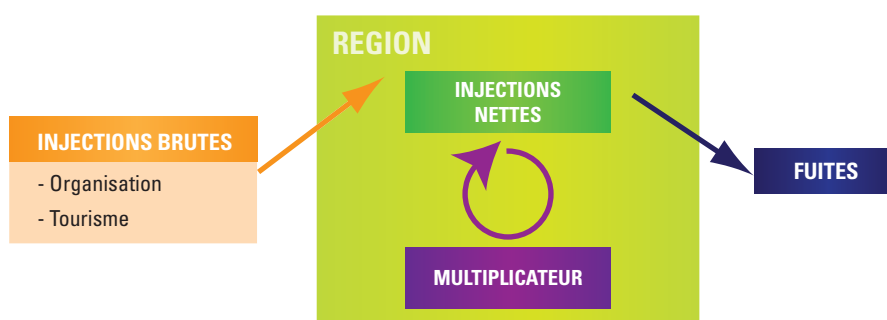 REGION
INJECTIONS
NETTES
INJECTIONS BRUTES
- Organisation
- Tourisme
FUITES
MULTIPLICATEUR